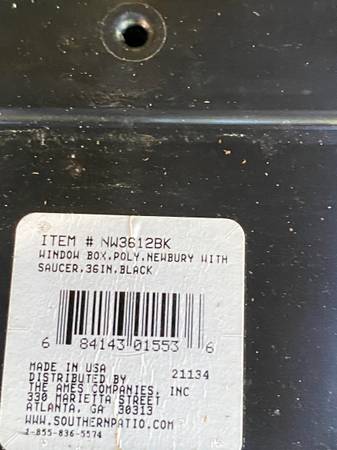 ITEM # NW3612BK
WINDOW BOX,POLY,NEWBURY WITH
SAUCER,36IN,BLACK
6 84143 01553 6
MADE IN USA 21134
DISTRIBUTED BY
THE AMES COMPANIES, INC
330 MARIETTA STREET
ATLANTA, GA 30313
WWW.SOUTHERNPATIO.COM
1-855-836-5574